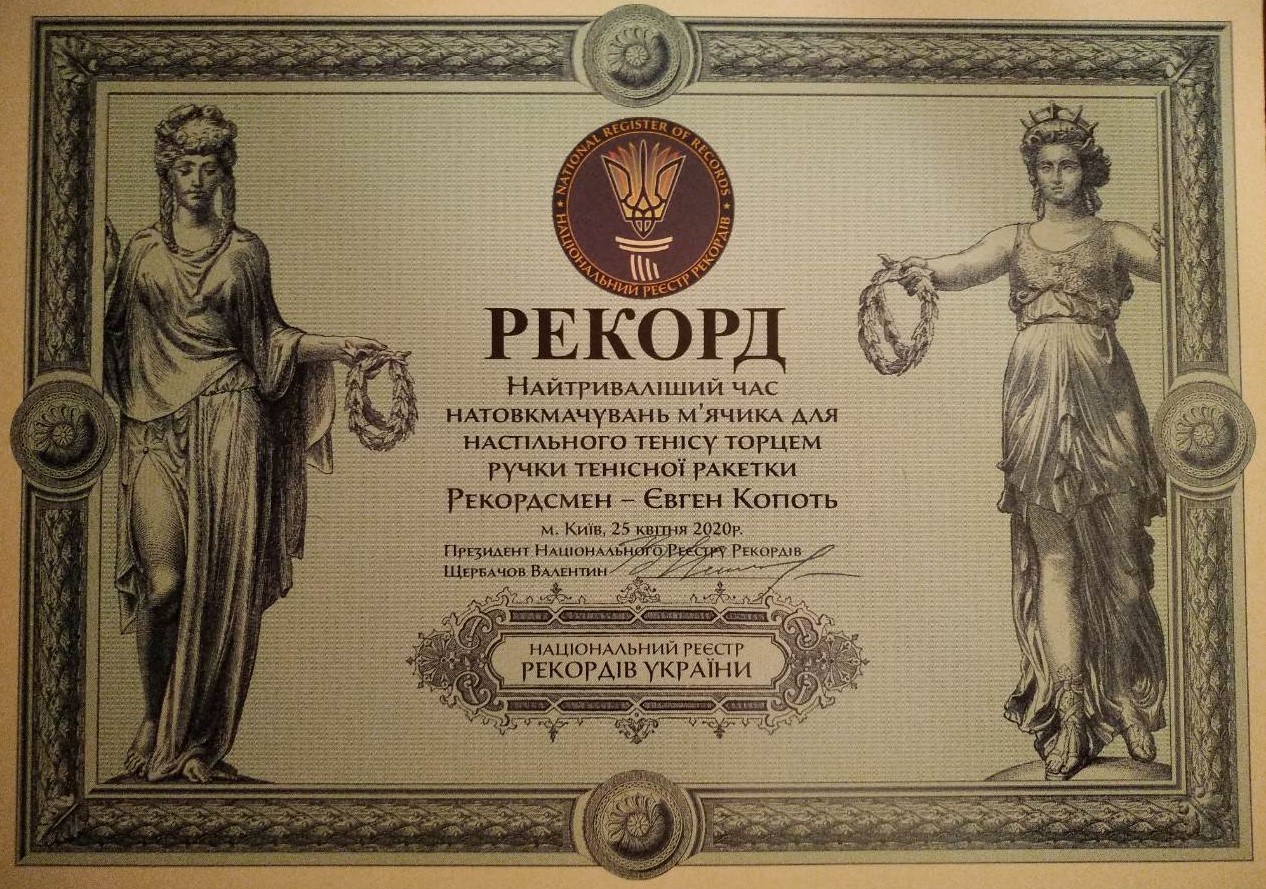 NATIONAL REGISTER OF RECORDS
НАЦІОНАЛЬНИЙ РЕЄСТР РЕКОРДІВ
РЕКОРД
Найтриваліший час
натовкмачувань м'ячика для
настільного тенісу торцем
ручки тенісної ракетки
Рекордсмен – Євген Копоть
м. Київ, 25 квітня 2020р.
Президент Національного Реєстру Рекордів
Щербачов Валентин
НАЦІОНАЛЬНИЙ РЕЄСТР
РЕКОРДІВ УКРАЇНИ